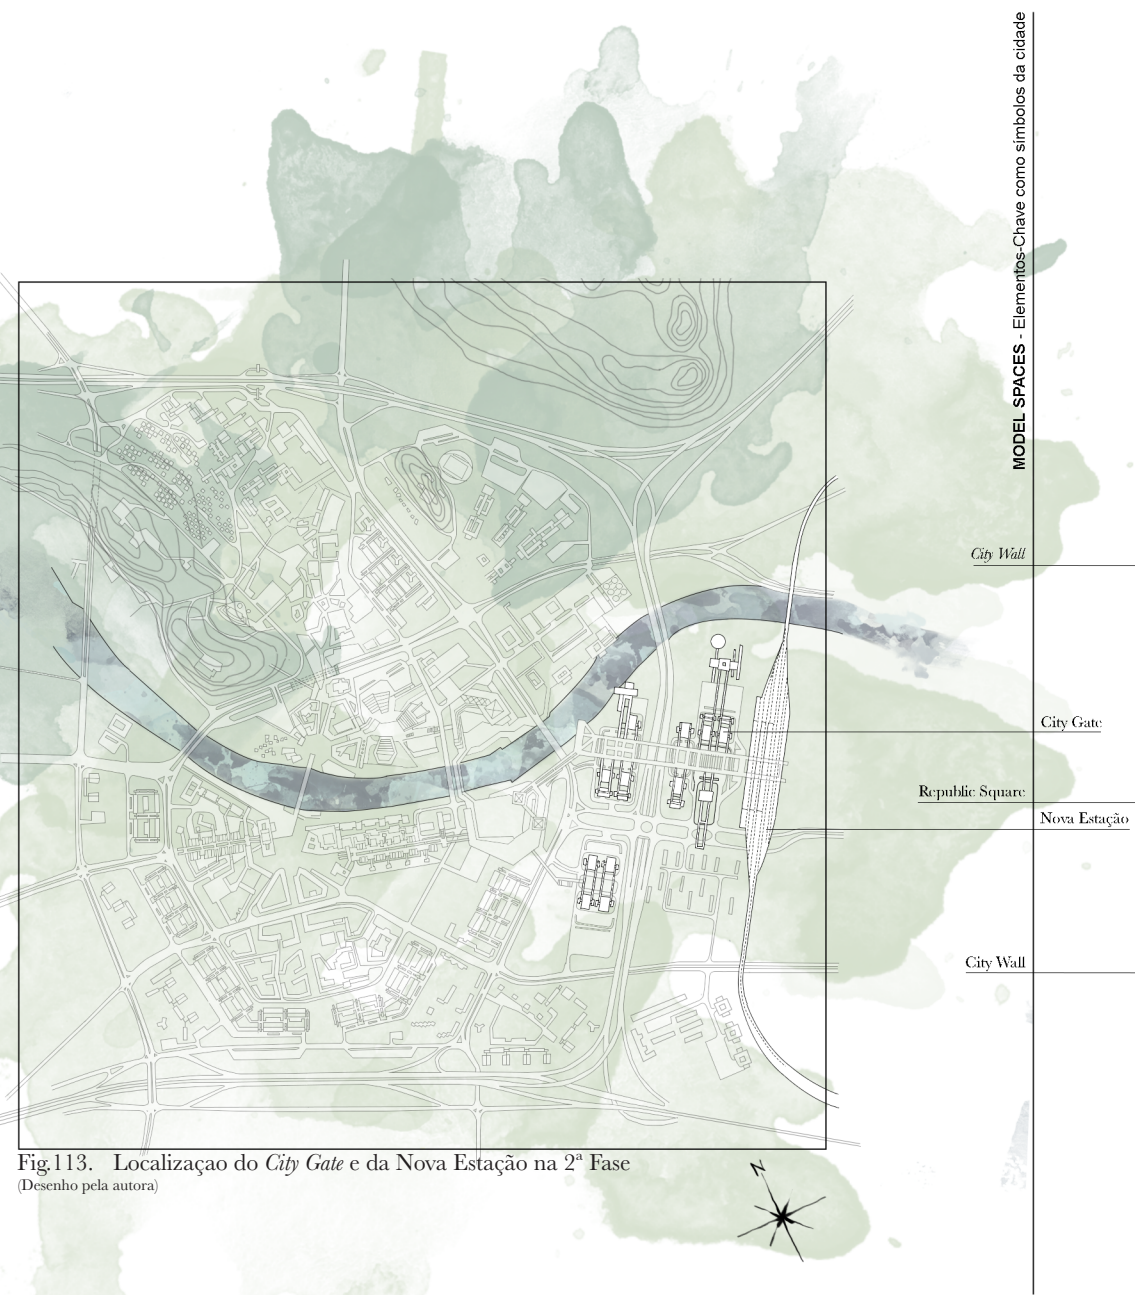 MODEL SPACES - Elementos-Chave como símbolos da cidade
City Wall
City Gate
Republic Square
Nova Estação
City Wall
Fig.113. Localizaçao do City Gate e da Nova Estação na 2ª Fase
(Desenho pela autora)
N